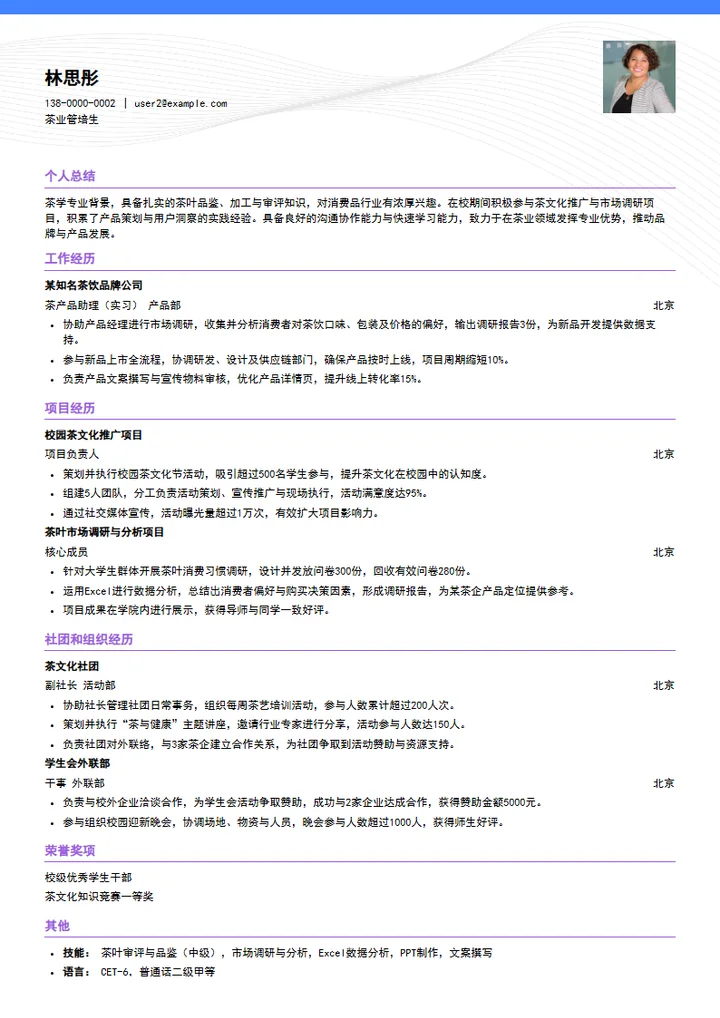 林思彤
138-0000-0002 | user2@example.com
茶业管培生
个人总结
茶学专业背景，具备扎实的茶叶品鉴、加工与审评知识，对消费品行业有浓厚兴趣。在校期间积极参与茶文化推广与市场调研项
目，积累了产品策划与用户洞察的实践经验。具备良好的沟通协作能力与快速学习能力，致力于在茶业领域发挥专业优势，推动品
牌与产品发展。
工作经历
某知名茶饮品牌公司
茶产品助理（实习） 产品部 北京
• 协助产品经理进行市场调研，收集并分析消费者对茶饮口味、包装及价格的偏好，输出调研报告3份，为新品开发提供数据支
持。
• 参与新品上市全流程，协调研发、设计及供应链部门，确保产品按时上线，项目周期缩短10%。
• 负责产品文案撰写与宣传物料审核，优化产品详情页，提升线上转化率15%。
项目经历
校园茶文化推广项目
项目负责人 北京
• 策划并执行校园茶文化节活动，吸引超过500名学生参与，提升茶文化在校园中的认知度。
• 组建5人团队，分工负责活动策划、宣传推广与现场执行，活动满意度达95%。
• 通过社交媒体宣传，活动曝光量超过1万次，有效扩大项目影响力。
茶叶市场调研与分析项目
核心成员 北京
• 针对大学生群体开展茶叶消费习惯调研，设计并发放问卷300份，回收有效问卷280份。
• 运用Excel进行数据分析，总结出消费者偏好与购买决策因素，形成调研报告，为某茶企产品定位提供参考。
• 项目成果在学院内进行展示，获得导师与同学一致好评。
社团和组织经历
茶文化社团
副社长 活动部 北京
• 协助社长管理社团日常事务，组织每周茶艺培训活动，参与人数累计超过200人次。
• 策划并执行“茶与健康”主题讲座，邀请行业专家进行分享，活动参与人数达150人。
• 负责社团对外联络，与3家茶企建立合作关系，为社团争取到活动赞助与资源支持。
学生会外联部
干事 外联部 北京
• 负责与校外企业洽谈合作，为学生会活动争取赞助，成功与2家企业达成合作，获得赞助金额5000元。
• 参与组织校园迎新晚会，协调场地、物资与人员，晚会参与人数超过1000人，获得师生好评。
荣誉奖项
校级优秀学生干部
茶文化知识竞赛一等奖
其他
• 技能： 茶叶审评与品鉴（中级），市场调研与分析，Excel数据分析，PPT制作，文案撰写
• 语言： CET-6、普通话二级甲等